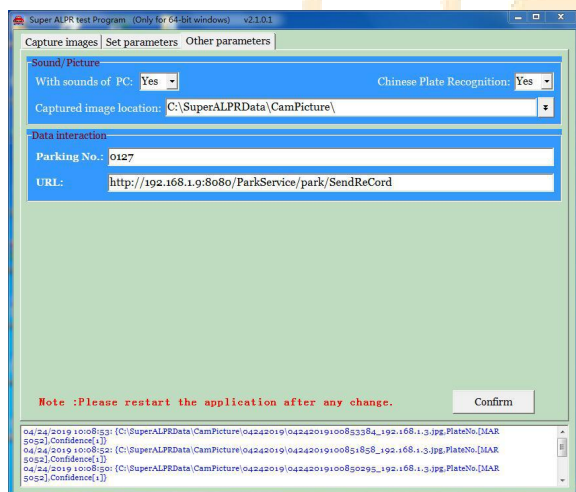 Super ALPR test Program (Only for 64-bit windows) v2.1.0.1
Capture images Set parameters Other parameters
Sound/Picture
With sounds of PC: Yes Chinese Plate Recognition: Yes
Captured image location: C:\SuperALPRData\CamPicture\
Data interaction
Parking No.: 0127
URL: http://192.168.1.9:8080/ParkService/park/SendReCord
Note :Please restart the application after any change. Confirm
04/24/2019 10:08:53: {C:\SuperALPRData\CamPicture\04242019\04242019100853384_192.168.1.3.jpg,PlateNo.[MAR
5052],Confidence[1]}
04/24/2019 10:08:52: {C:\SuperALPRData\CamPicture\04242019\04242019100851858_192.168.1.3.jpg,PlateNo.[MAR
5052],Confidence[1]}
04/24/2019 10:08:50: {C:\SuperALPRData\CamPicture\04242019\04242019100850295_192.168.1.3.jpg,PlateNo.[MAR
5052],Confidence[1]}